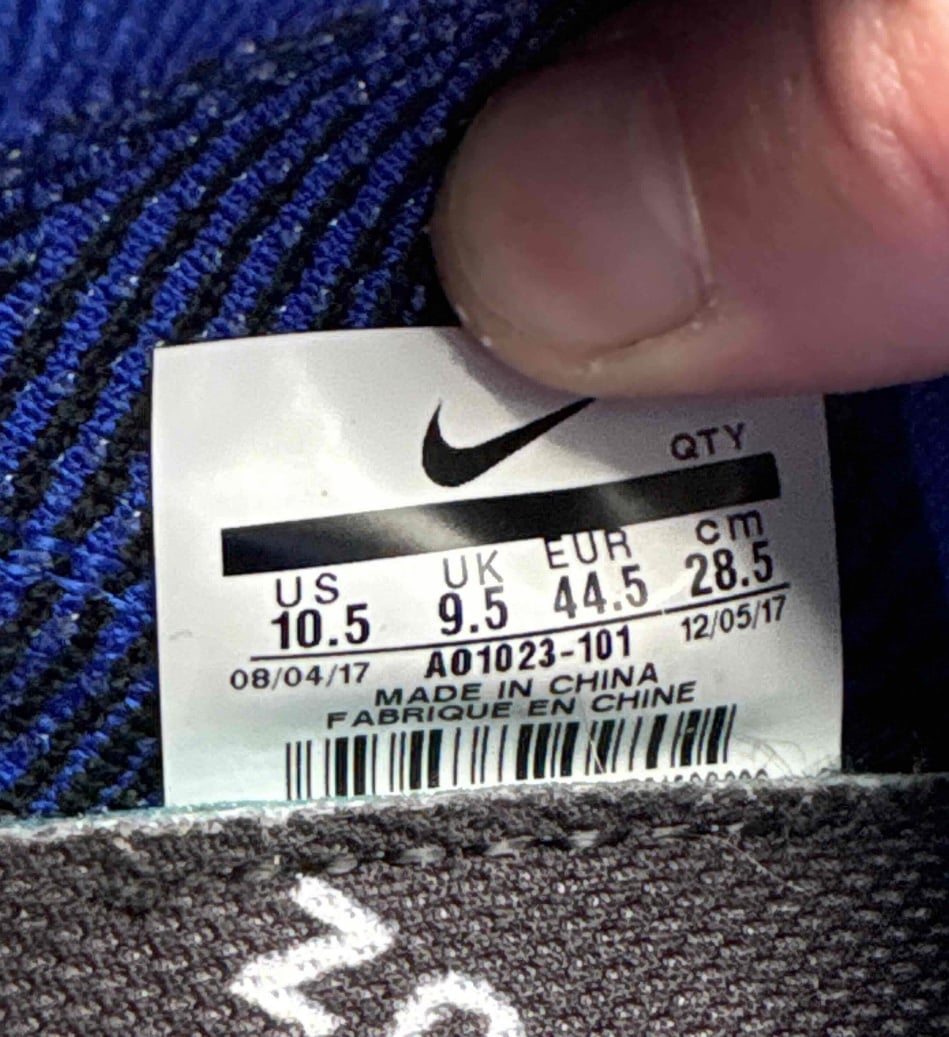 QTY
US UK EUR cm
10.5 9.5 44.5 28.5
08/04/17 AO1023-101 12/05/17
MADE IN CHINA
FABRIQUE EN CHINE